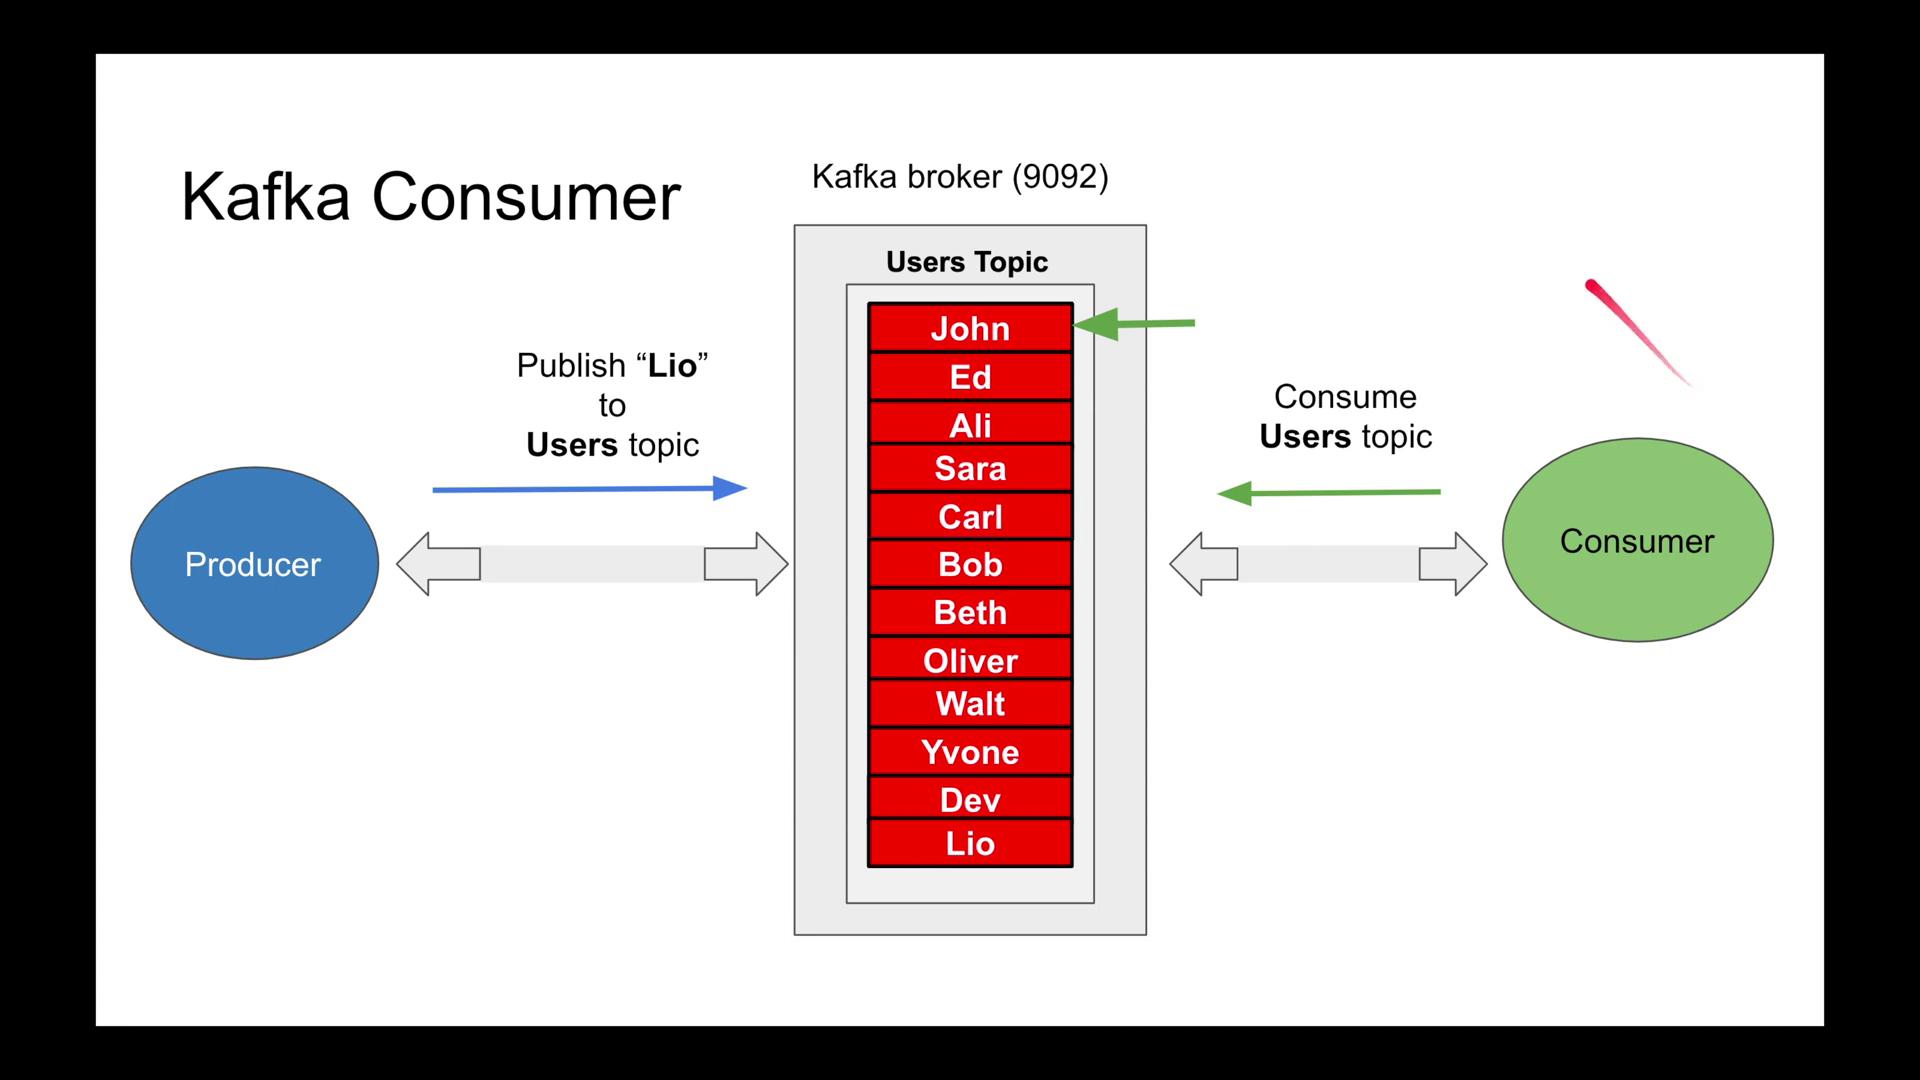 Kafka Consumer
Kafka broker (9092)
Users Topic
John
Ed
Ali
Sara
Carl
Bob
Beth
Oliver
Walt
Yvone
Dev
Lio
Publish “Lio”
to
Users topic
Producer
Consume
Users topic
Consumer